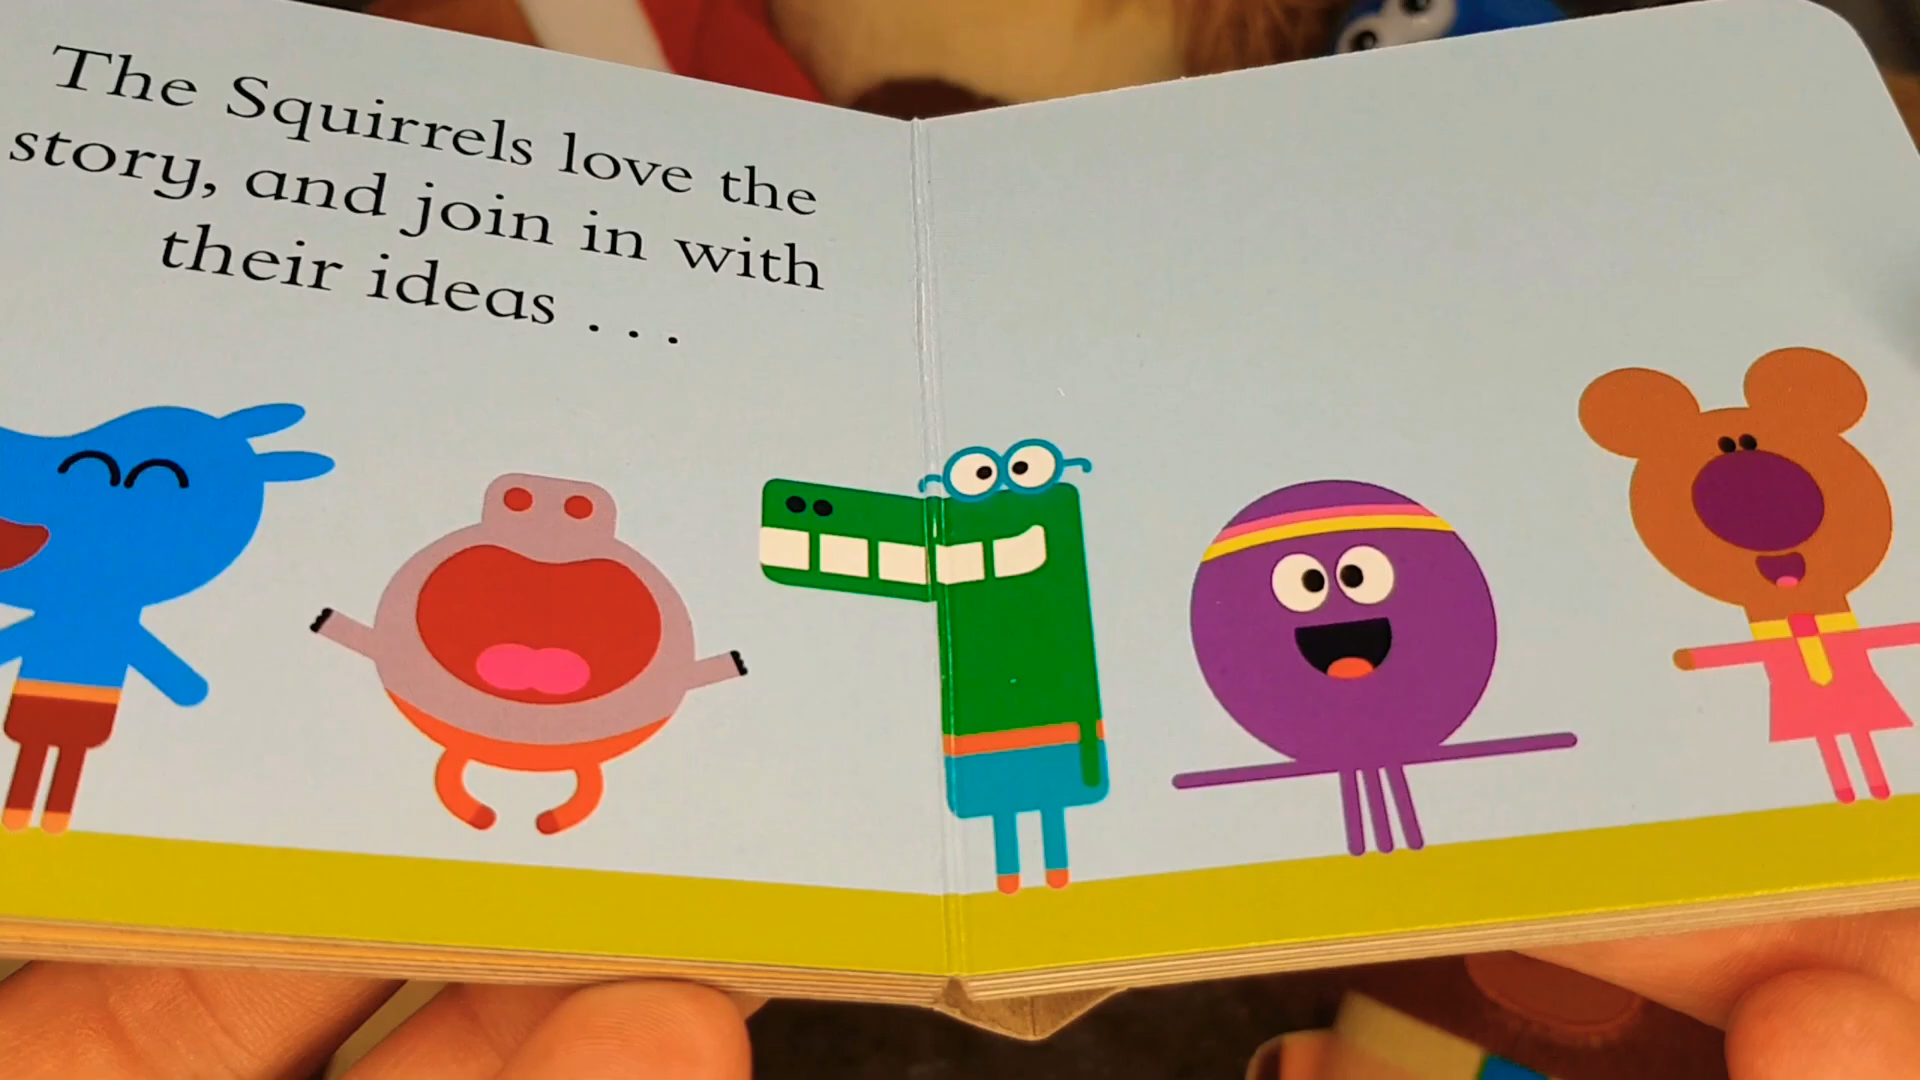 The Squirrels love the
story, and join in with
their ideas . . .